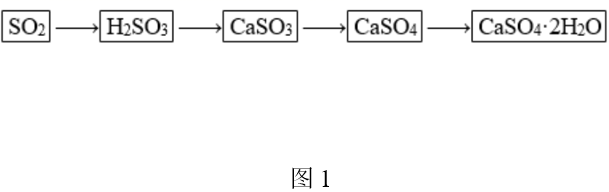 SO₂ → H₂SO₃ → CaSO₃ → CaSO₄ → CaSO₄·2H₂O
图 1